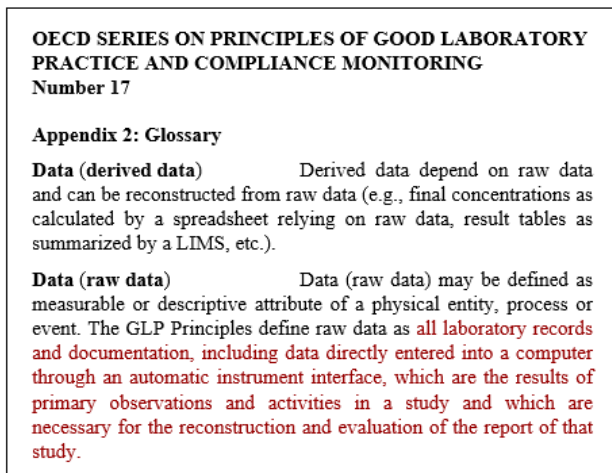 OECD SERIES ON PRINCIPLES OF GOOD LABORATORY
PRACTICE AND COMPLIANCE MONITORING
Number 17
Appendix 2: Glossary
Data (derived data) Derived data depend on raw data
and can be reconstructed from raw data (e.g., final concentrations as
calculated by a spreadsheet relying on raw data, result tables as
summarized by a LIMS, etc.).
Data (raw data) Data (raw data) may be defined as
measurable or descriptive attribute of a physical entity, process or
event. The GLP Principles define raw data as all laboratory records
and documentation, including data directly entered into a computer
through an automatic instrument interface, which are the results of
primary observations and activities in a study and which are
necessary for the reconstruction and evaluation of the report of that
study.